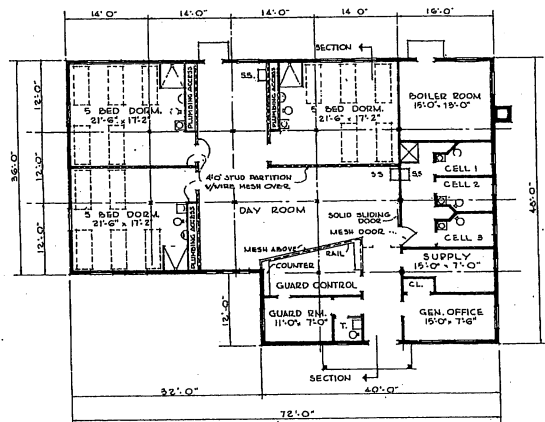 14'0"
14'-0"
14'-0"
14 0"
16'-0"
SECTION
S.S.
PLUMBING ACCESS
PLUMBING ACCESS
12'-0"
5 BED DORM.
21'-6" x 17'-2"
5 BED DORM.
21'-6" x 17'-2"
BOILER ROOM
15'-0" x 13'-0"
36'-0"
12'-0"
4'0" STUD PARTITION
W/WIRE MESH OVER
S S
S.S
CELL 1
CELL 2
48'-0"
5 BED DORM.
21'-6" x 17'-2"
PLUMBING ACCESS
DAY ROOM
SOLID SLIDING
DOOR
MESH DOOR
CELL 3
12'-0"
MESH ABOVE
RAIL
COUNTER
SUPPLY
15'-0" x 7'-0"
GUARD CONTROL
CL.
12'-0"
GUARD RM.
11'-0" x 7'-0"
T.
GEN. OFFICE
15'-0" x 7'-6"
SECTION
32'-0"
40'-0"
72'-0"